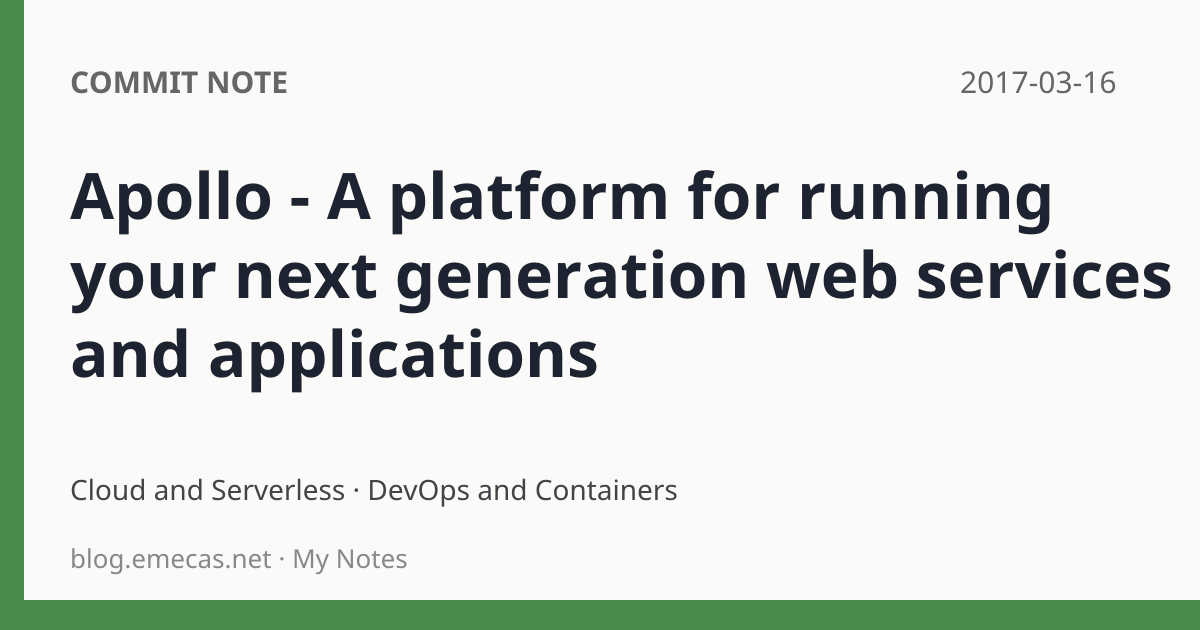 COMMIT NOTE
2017-03-16
Apollo - A platform for running
your next generation web services
and applications
Cloud and Serverless · DevOps and Containers
blog.emecas.net · My Notes